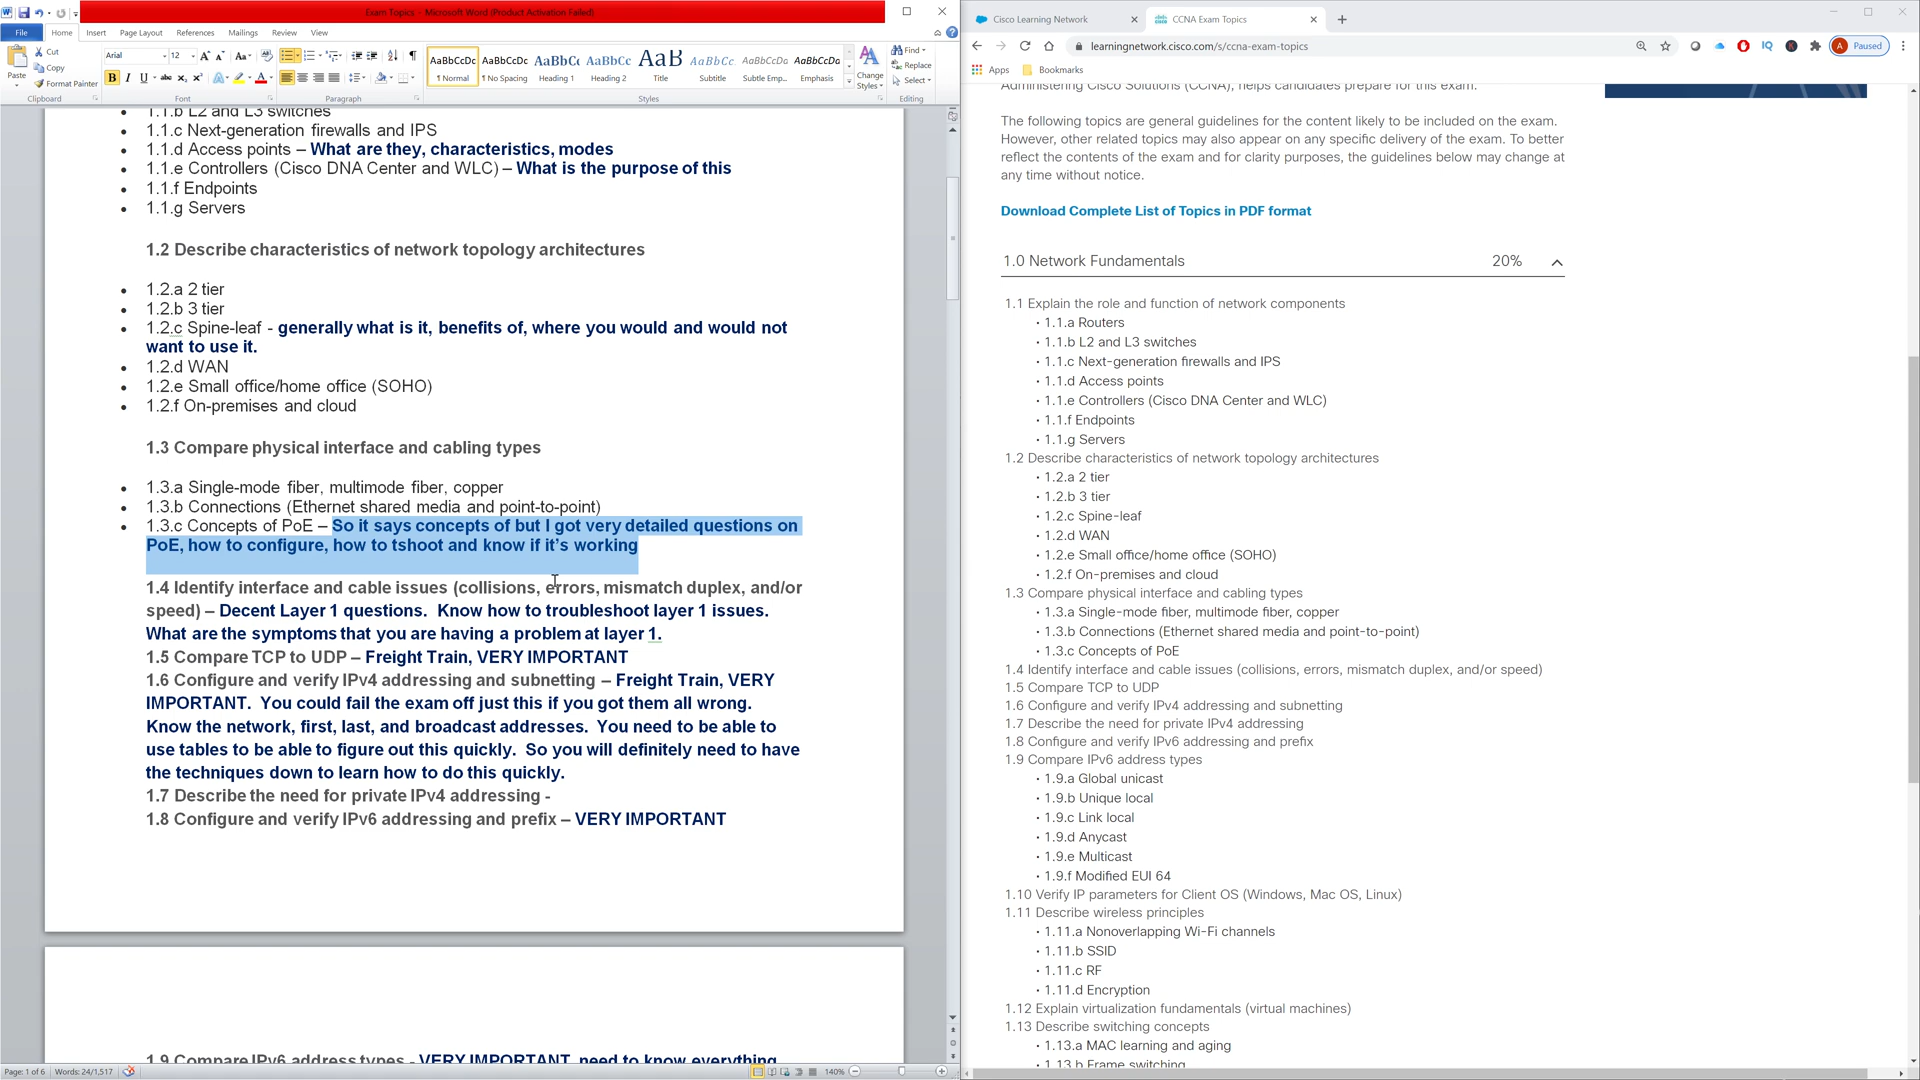 Exam Topics - Microsoft Word (Product Activation Failed)
File Home Insert Page Layout References Mailings Review View
Paste
Cut
Copy
Format Painter
Clipboard
Arial 12
Font
Paragraph
AaBbCcDc AaBbCcDc AaBbCc AaBbCc AaB AaBbCc. AaBbCcDc AaBbCcDc
¶ Normal ¶ No Spacing Heading 1 Heading 2 Title Subtitle Subtle Emp... Emphasis
Styles
Change
Styles
Find
Replace
Select
Editing
1.1.b L2 and L3 switches
• 1.1.c Next-generation firewalls and IPS
• 1.1.d Access points – What are they, characteristics, modes
• 1.1.e Controllers (Cisco DNA Center and WLC) – What is the purpose of this
• 1.1.f Endpoints
• 1.1.g Servers
1.2 Describe characteristics of network topology architectures
• 1.2.a 2 tier
• 1.2.b 3 tier
• 1.2.c Spine-leaf - generally what is it, benefits of, where you would and would not
want to use it.
• 1.2.d WAN
• 1.2.e Small office/home office (SOHO)
• 1.2.f On-premises and cloud
1.3 Compare physical interface and cabling types
• 1.3.a Single-mode fiber, multimode fiber, copper
• 1.3.b Connections (Ethernet shared media and point-to-point)
• 1.3.c Concepts of PoE – So it says concepts of but I got very detailed questions on
PoE, how to configure, how to tshoot and know if it’s working
1.4 Identify interface and cable issues (collisions, errors, mismatch duplex, and/or
speed) – Decent Layer 1 questions. Know how to troubleshoot layer 1 issues.
What are the symptoms that you are having a problem at layer 1.
1.5 Compare TCP to UDP – Freight Train, VERY IMPORTANT
1.6 Configure and verify IPv4 addressing and subnetting – Freight Train, VERY
IMPORTANT. You could fail the exam off just this if you got them all wrong.
Know the network, first, last, and broadcast addresses. You need to be able to
use tables to be able to figure out this quickly. So you will definitely need to have
the techniques down to learn how to do this quickly.
1.7 Describe the need for private IPv4 addressing -
1.8 Configure and verify IPv6 addressing and prefix – VERY IMPORTANT
1.9 Compare IPv6 address types - VERY IMPORTANT, need to know everything
Page: 1 of 6 Words: 24/1,517 140%
Cisco Learning Network
CCNA Exam Topics
learningnetwork.cisco.com/s/ccna-exam-topics
Paused
Apps Bookmarks
Administering Cisco Solutions (CCNA), helps candidates prepare for this exam.
The following topics are general guidelines for the content likely to be included on the exam.
However, other related topics may also appear on any specific delivery of the exam. To better
reflect the contents of the exam and for clarity purposes, the guidelines below may change at
any time without notice.
Download Complete List of Topics in PDF format
1.0 Network Fundamentals 20%
1.1 Explain the role and function of network components
• 1.1.a Routers
• 1.1.b L2 and L3 switches
• 1.1.c Next-generation firewalls and IPS
• 1.1.d Access points
• 1.1.e Controllers (Cisco DNA Center and WLC)
• 1.1.f Endpoints
• 1.1.g Servers
1.2 Describe characteristics of network topology architectures
• 1.2.a 2 tier
• 1.2.b 3 tier
• 1.2.c Spine-leaf
• 1.2.d WAN
• 1.2.e Small office/home office (SOHO)
• 1.2.f On-premises and cloud
1.3 Compare physical interface and cabling types
• 1.3.a Single-mode fiber, multimode fiber, copper
• 1.3.b Connections (Ethernet shared media and point-to-point)
• 1.3.c Concepts of PoE
1.4 Identify interface and cable issues (collisions, errors, mismatch duplex, and/or speed)
1.5 Compare TCP to UDP
1.6 Configure and verify IPv4 addressing and subnetting
1.7 Describe the need for private IPv4 addressing
1.8 Configure and verify IPv6 addressing and prefix
1.9 Compare IPv6 address types
• 1.9.a Global unicast
• 1.9.b Unique local
• 1.9.c Link local
• 1.9.d Anycast
• 1.9.e Multicast
• 1.9.f Modified EUI 64
1.10 Verify IP parameters for Client OS (Windows, Mac OS, Linux)
1.11 Describe wireless principles
• 1.11.a Nonoverlapping Wi-Fi channels
• 1.11.b SSID
• 1.11.c RF
• 1.11.d Encryption
1.12 Explain virtualization fundamentals (virtual machines)
1.13 Describe switching concepts
• 1.13.a MAC learning and aging
• 1.13.b Frame switching